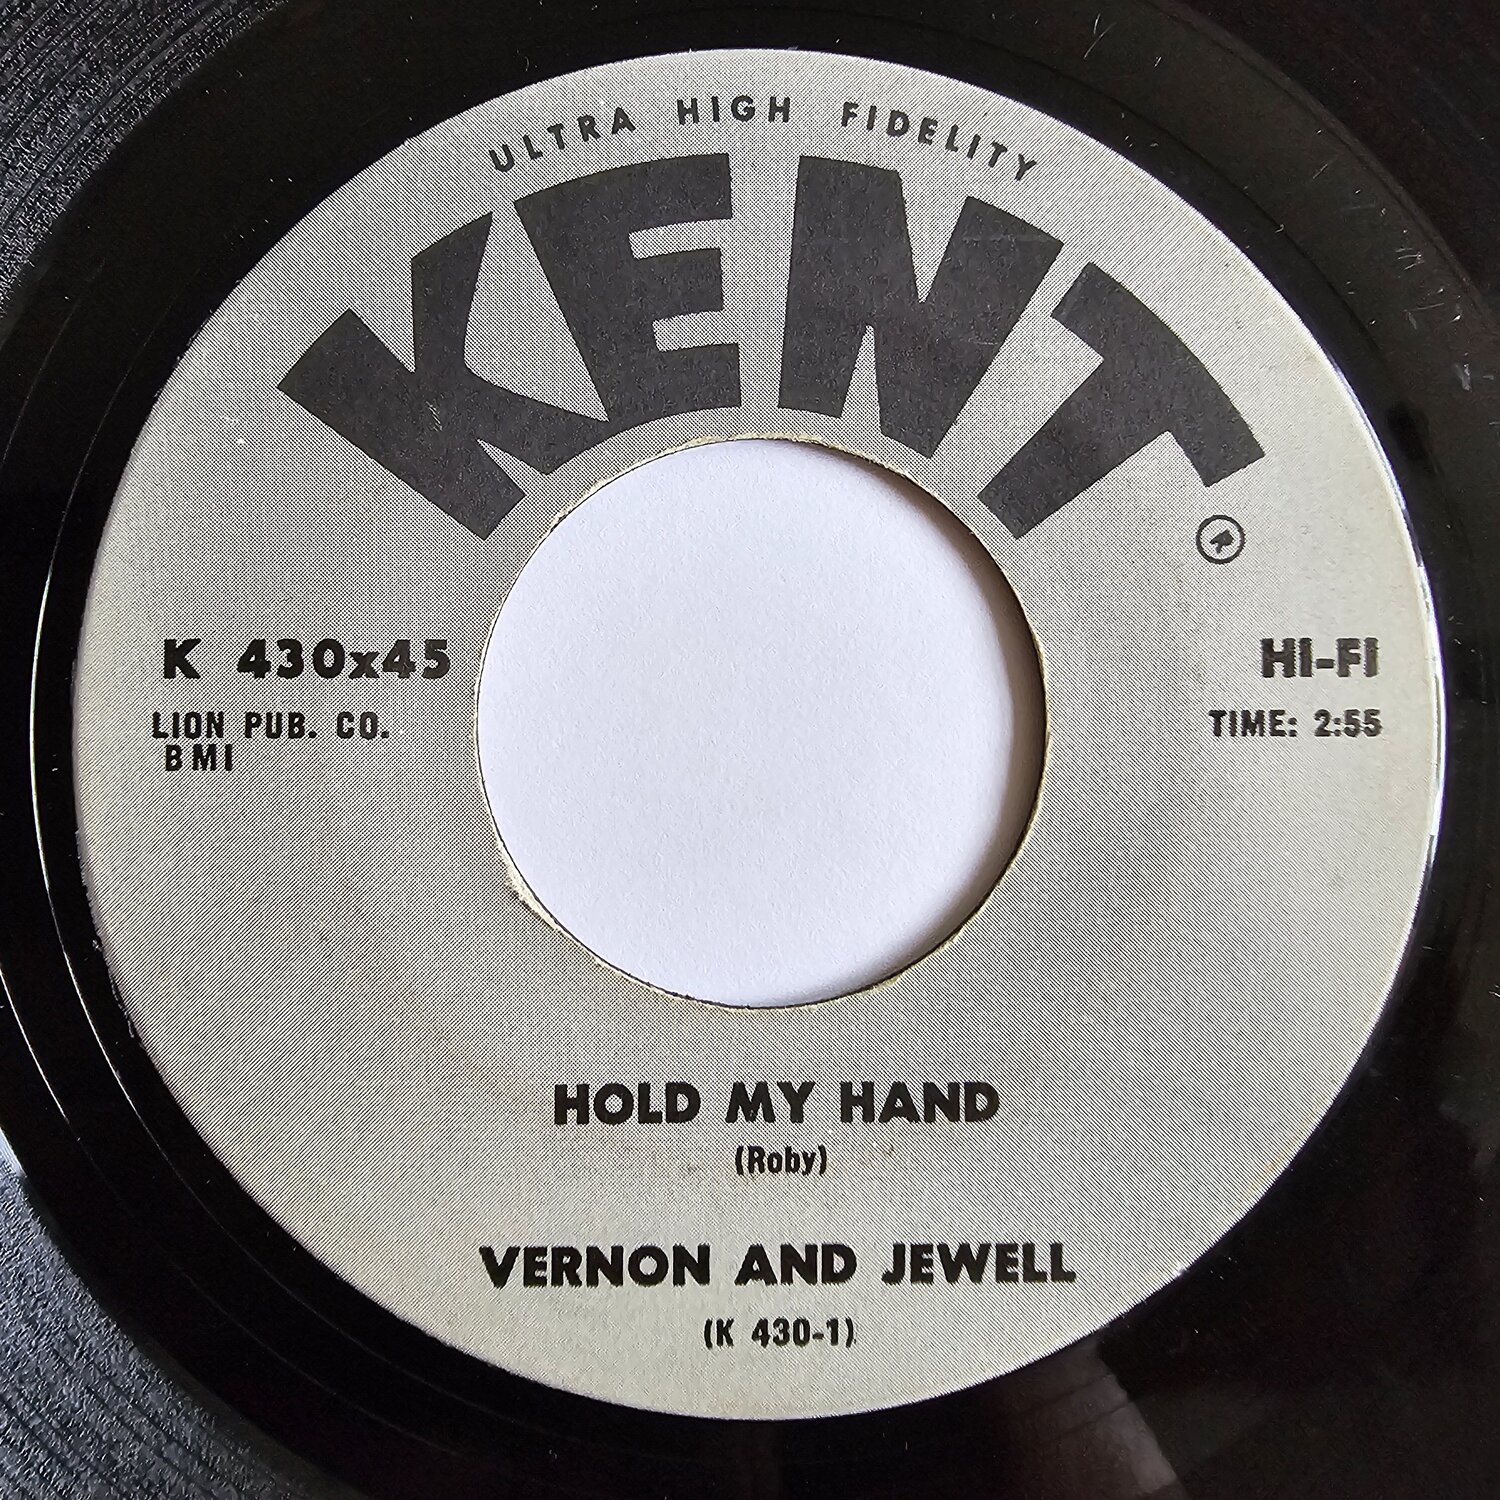 ULTRA HIGH FIDELITY
KENT
K 430x45
LION PUB. CO.
BMI
HI-FI
TIME: 2:55
HOLD MY HAND
(Roby)
VERNON AND JEWELL
(K 430-1)